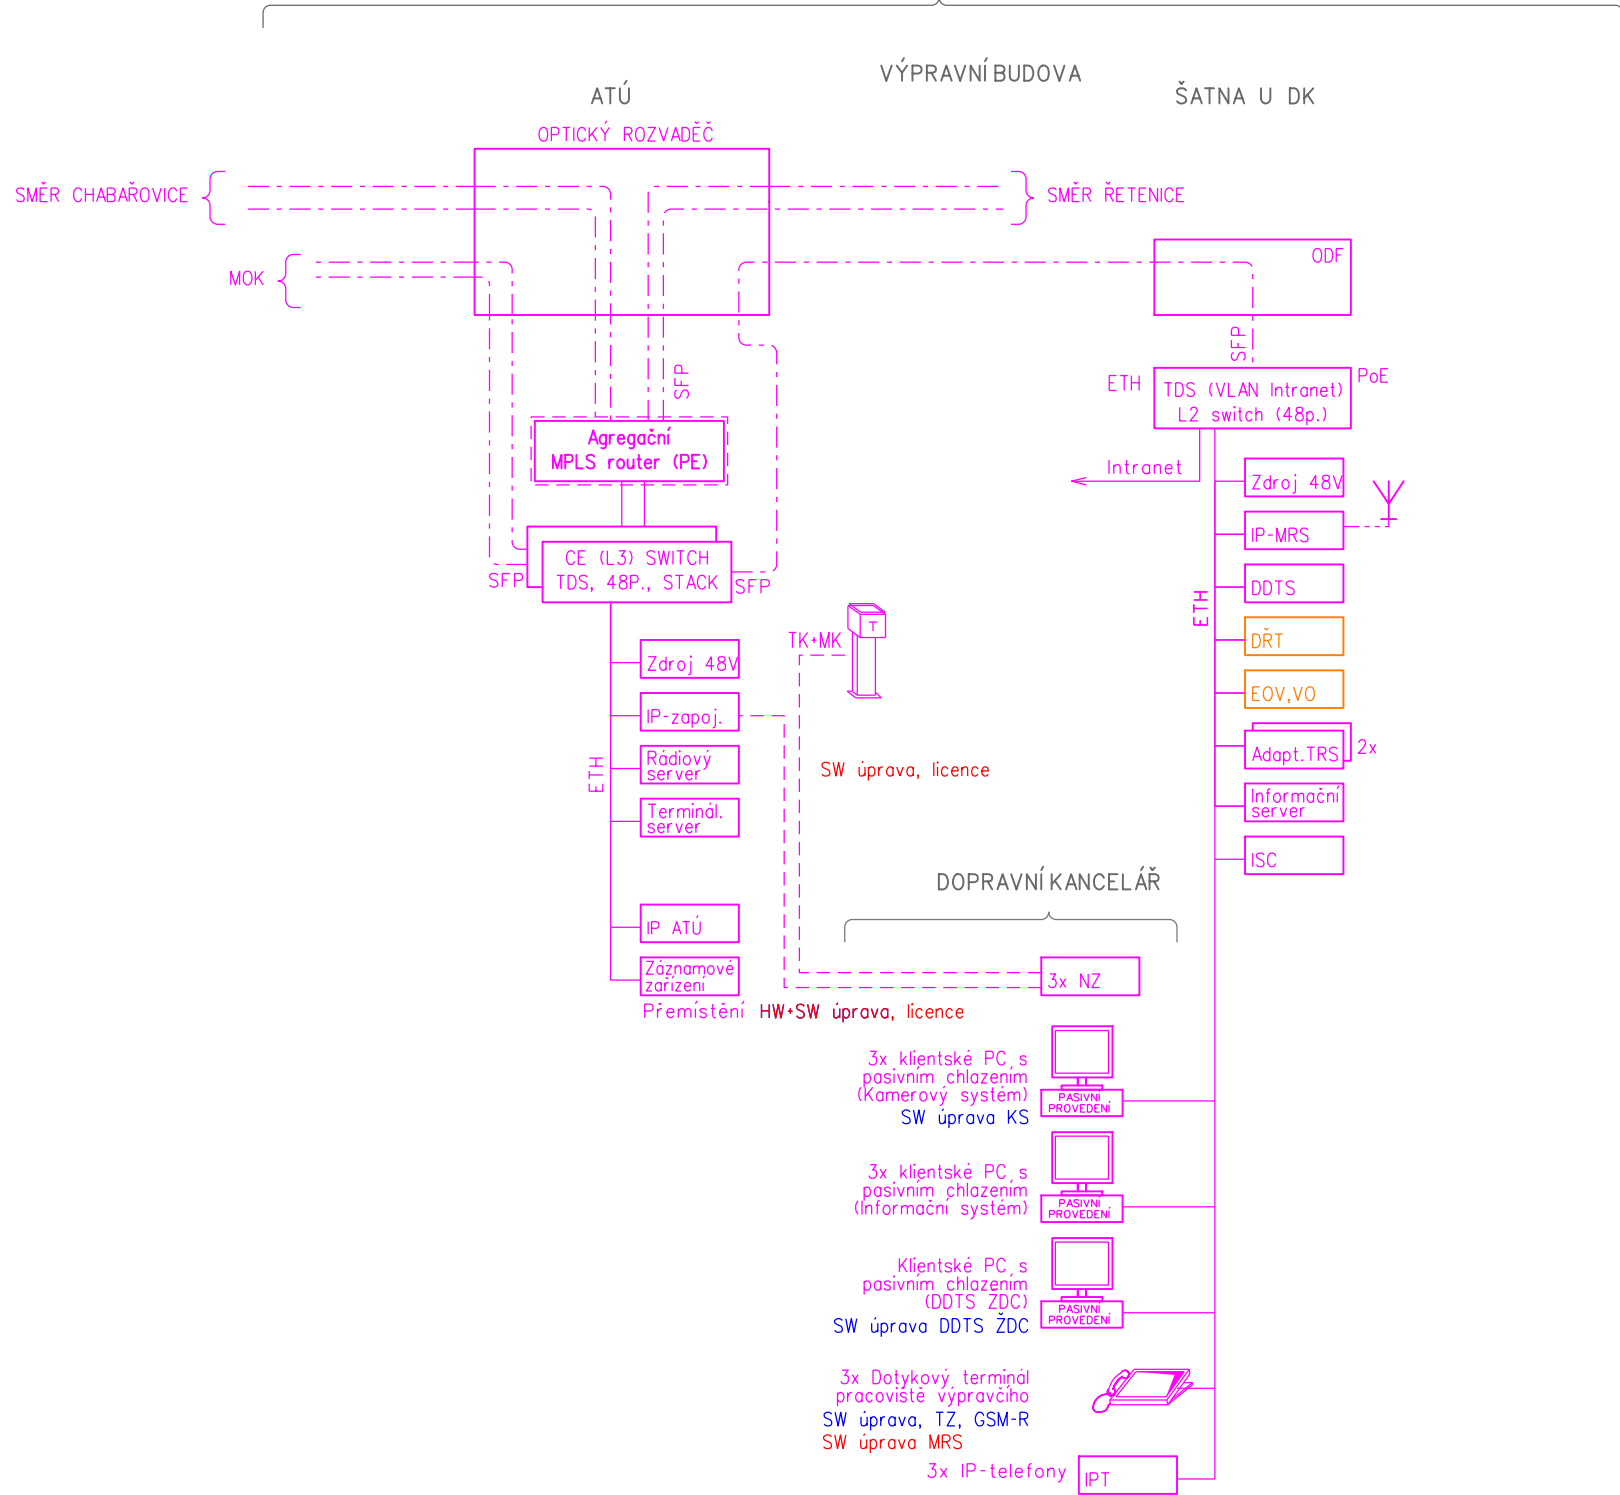 VÝPRAVNÍ BUDOVA
ATÚ
ŠATNA U DK
OPTICKÝ ROZVADĚČ
SMĚR CHABAŘOVICE
SMĚR ŘETENICE
MOK
ODF
SFP
SFP
ETH
TDS (VLAN Intranet)
L2 switch (48p.)
PoE
Agregační
MPLS router (PE)
Intranet
Zdroj 48V
IP-MRS
CE (L3) SWITCH
TDS, 48P., STACK
SFP
SFP
DDTS
ETH
TK+MK
T
DŘT
Zdroj 48V
EOV,VO
IP-zapoj.
Adapt.TRS
2x
Rádiový
server
SW úprava, licence
ETH
Informační
server
Terminál.
server
ISC
DOPRAVNÍ KANCELÁŘ
IP ATÚ
Záznamové
zařízení
3x NZ
Přemístění HW+SW úprava, licence
3x klientské PC s
pasivním chlazením
(Kamerový systém)
SW úprava KS
PASIVNÍ
PROVEDENÍ
3x klientské PC s
pasivním chlazením
(Informační systém)
PASIVNÍ
PROVEDENÍ
Klientské PC s
pasivním chlazením
(DDTS ŽDC)
SW úprava DDTS ŽDC
PASIVNÍ
PROVEDENÍ
3x Dotykový terminál
pracoviště výpravčího
SW úprava, TZ, GSM-R
SW úprava MRS
3x IP-telefony
IPT